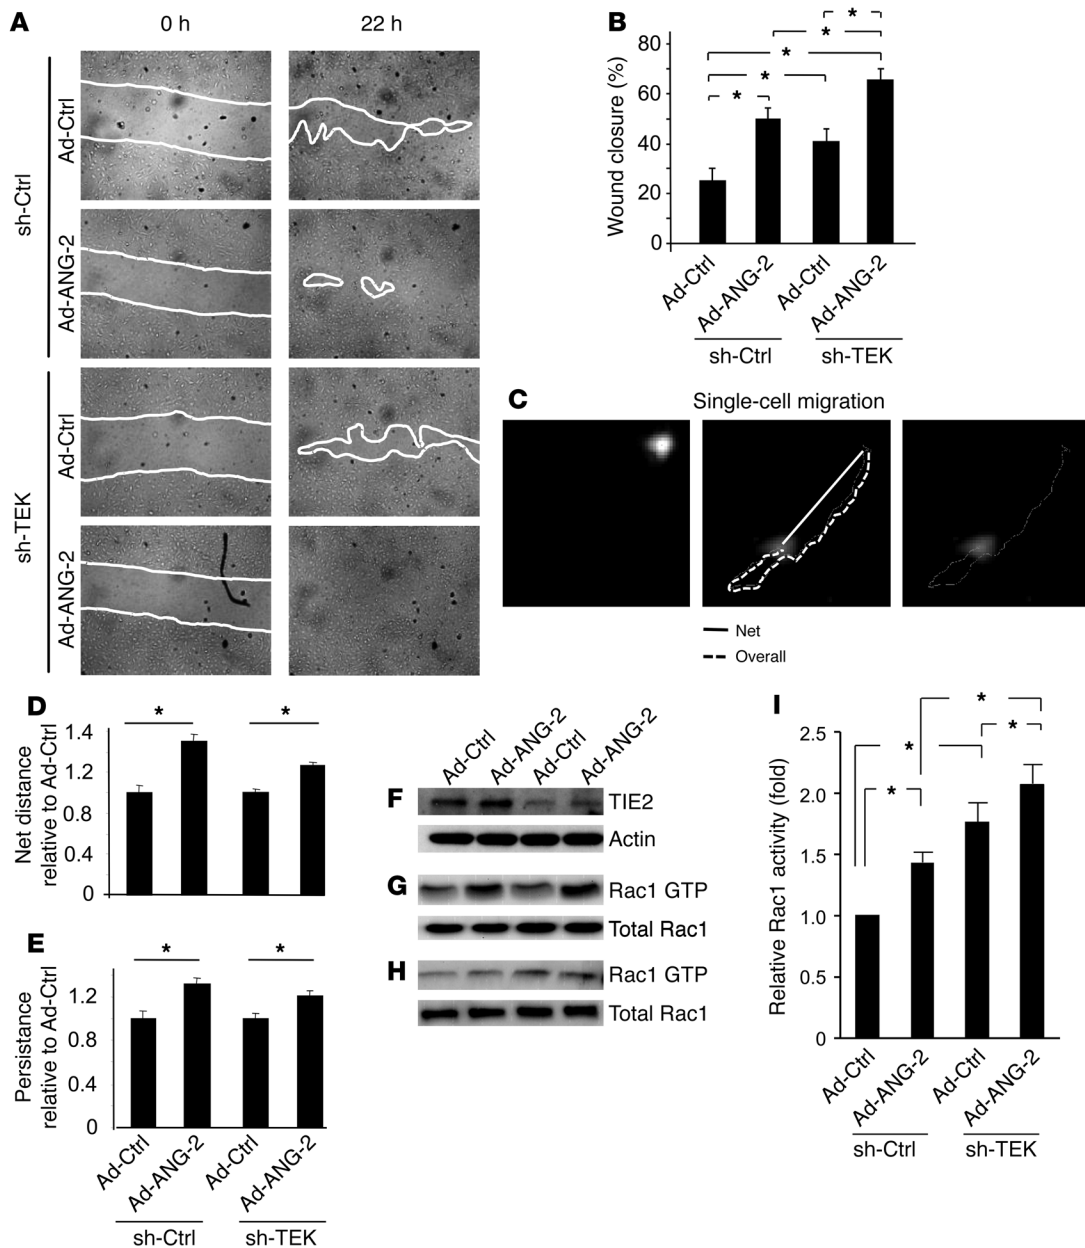 A
0 h
22 h
sh-Ctrl
Ad-Ctrl
Ad-ANG-2
sh-TEK
Ad-Ctrl
Ad-ANG-2
B
Wound closure (%)
80
60
40
20
0
*
*
*
*
*
Ad-Ctrl
Ad-ANG-2
Ad-Ctrl
Ad-ANG-2
sh-Ctrl
sh-TEK
C
Single-cell migration
Net
Overall
D
Net distance
relative to Ad-Ctrl
1.4
1.2
1.0
0.4
0
*
*
E
Persistance
relative to Ad-Ctrl
1.2
0.8
0.4
0
*
*
Ad-Ctrl
Ad-ANG-2
Ad-Ctrl
Ad-ANG-2
sh-Ctrl
sh-TEK
Ad-Ctrl
Ad-ANG-2
Ad-Ctrl
Ad-ANG-2
F
TIE2
Actin
G
Rac1 GTP
Total Rac1
H
Rac1 GTP
Total Rac1
I
Relative Rac1 activity (fold)
2.5
2.0
1.5
1.0
0.5
0
*
*
*
*
Ad-Ctrl
Ad-ANG-2
Ad-Ctrl
Ad-ANG-2
sh-Ctrl
sh-TEK